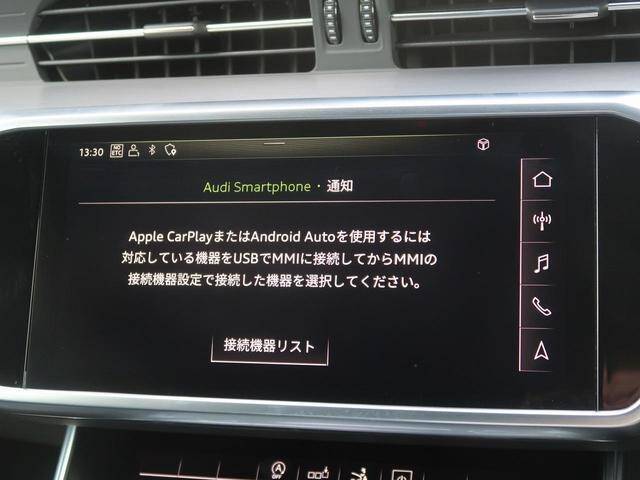 13:30 NO ETC
Audi Smartphone・通知
Apple CarPlayまたはAndroid Autoを使用するには
対応している機器をUSBでMMIに接続してからMMIの
接続機器設定で接続した機器を選択してください。
接続機器リスト
A
OFF